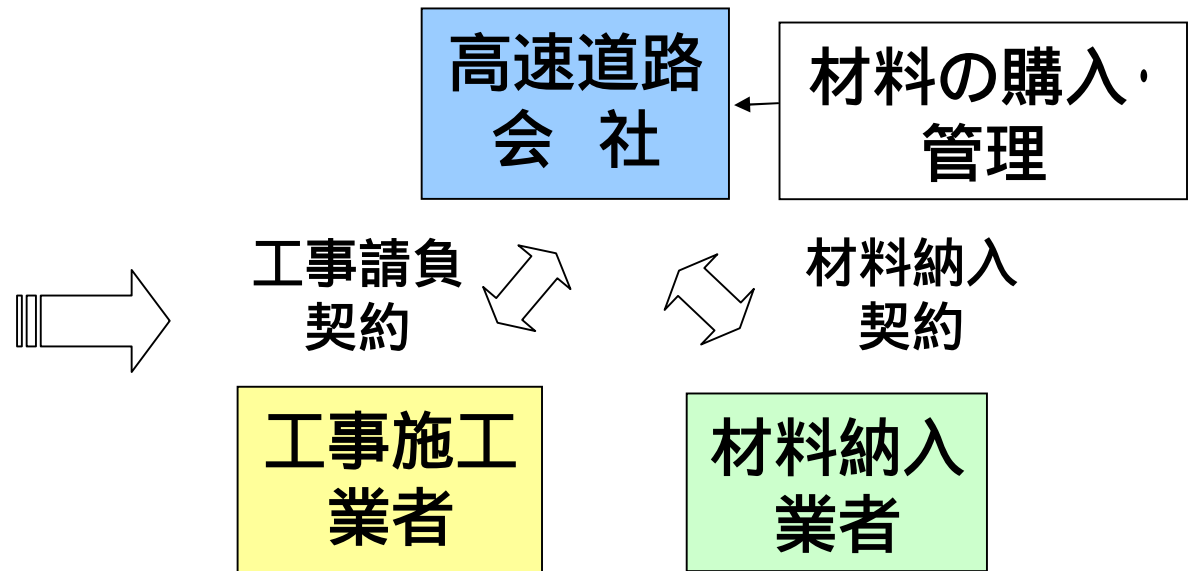 高速道路
会 社
材料の購入・
管理
工事請負
契約
材料納入
契約
工事施工
業者
材料納入
業者